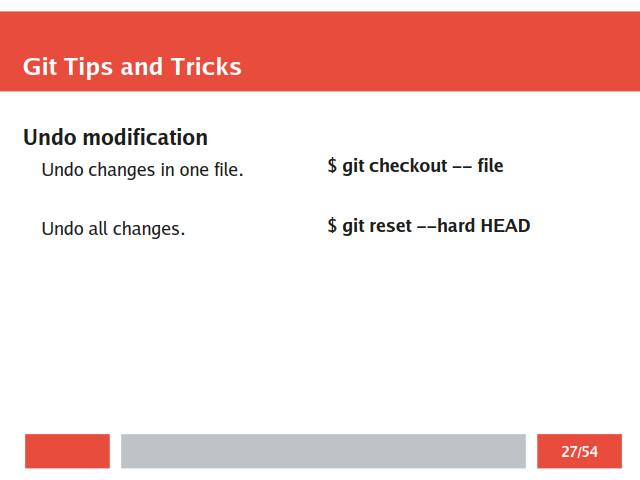 Git Tips and Tricks
Undo modification
Undo changes in one file.
$ git checkout -- file
Undo all changes.
$ git reset --hard HEAD
27/54